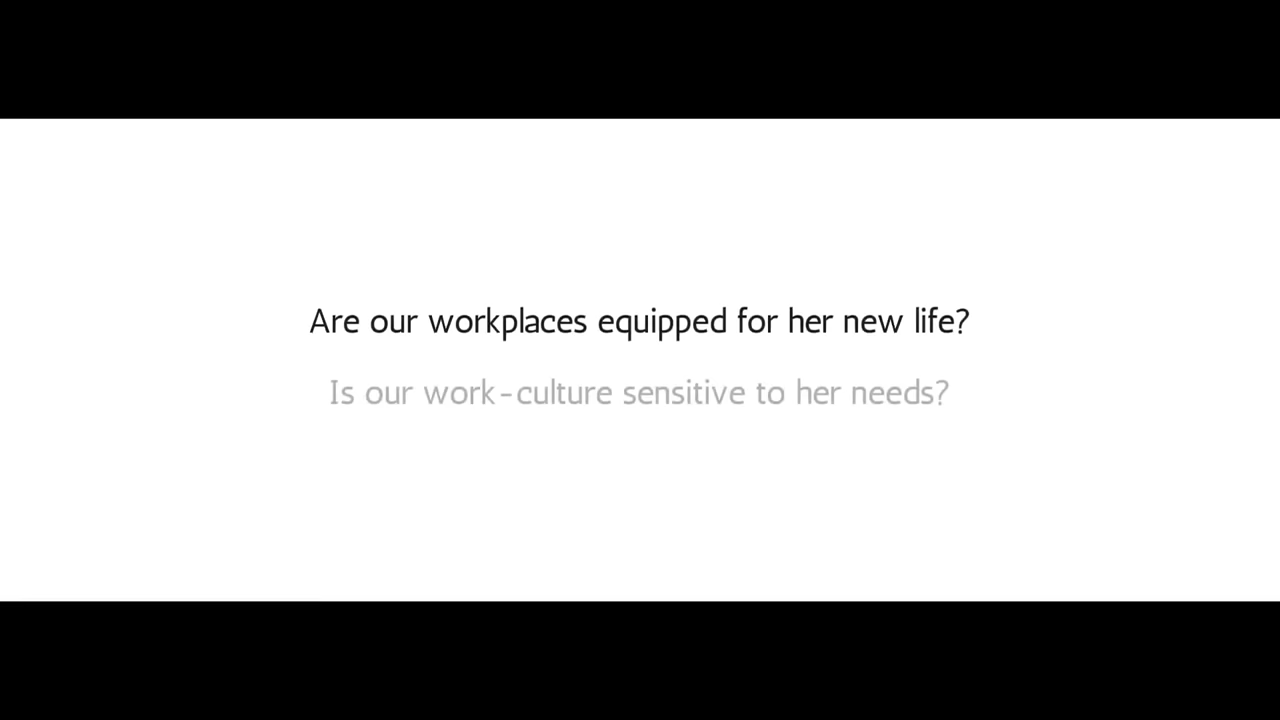 Are our workplaces equipped for her new life?
Is our work-culture sensitive to her needs?